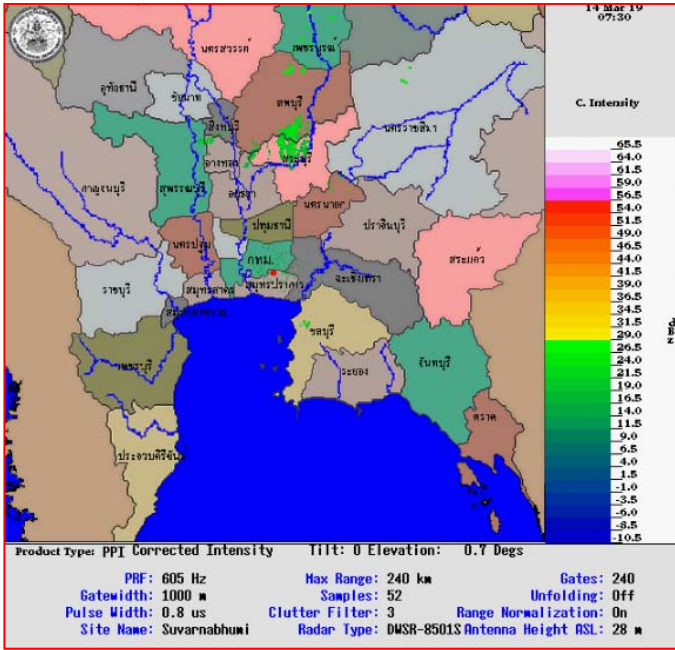 14 Mar 19
07:30
C. Intensity
นครสวรรค์
เพชรบูรณ์
อุทัยธานี
ชัยนาท
ลพบุรี
นครราชสีมา
สิงห์บุรี
อ่างทอง
สระบุรี
กาญจนบุรี
สุพรรณบุรี
อยุธยา
นครนายก
ปทุมธานี
ปราจีนบุรี
นครปฐม
กทม.
สระแก้ว
ราชบุรี
สมุทรสาคร
สมุทรปราการ
ฉะเชิงเทรา
ชลบุรี
เพชรบุรี
ระยอง
จันทบุรี
ตราด
ประจวบคีรีขันธ์
65.5
64.0
61.5
59.0
56.5
54.0
51.5
49.0
46.5
44.0
41.5
39.0
36.5
34.0
31.5
29.0
26.5
24.0
21.5
19.0
16.5
14.0
11.5
9.0
6.5
4.0
1.5
-1.0
-3.5
-6.0
-8.5
-10.5
Product Type: PPI Corrected Intensity Tilt: 0 Elevation: 0.7 Degs
PRF: 605 Hz Max Range: 240 km Gates: 240
Gatewidth: 1000 m Samples: 52 Unfolding: Off
Pulse Width: 0.8 us Clutter Filter: 3 Range Normalization: On
Site Name: Suvarnabhumi Radar Type: DWSR-8501S Antenna Height ASL: 28 m